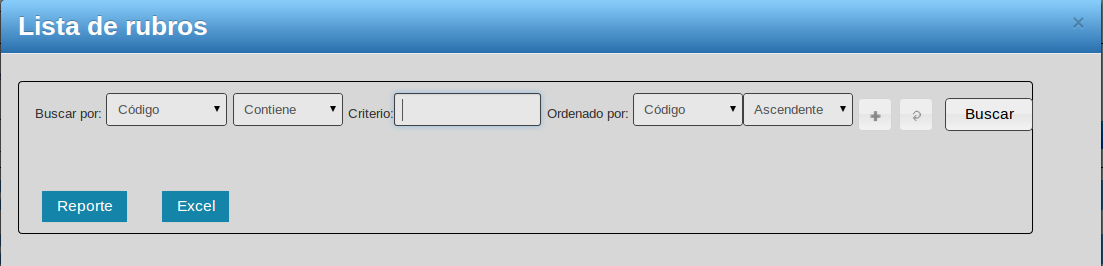 Lista de rubros ×
Buscar por: Código Contiene Criterio: Ordenado por: Código Ascendente Buscar
Reporte Excel